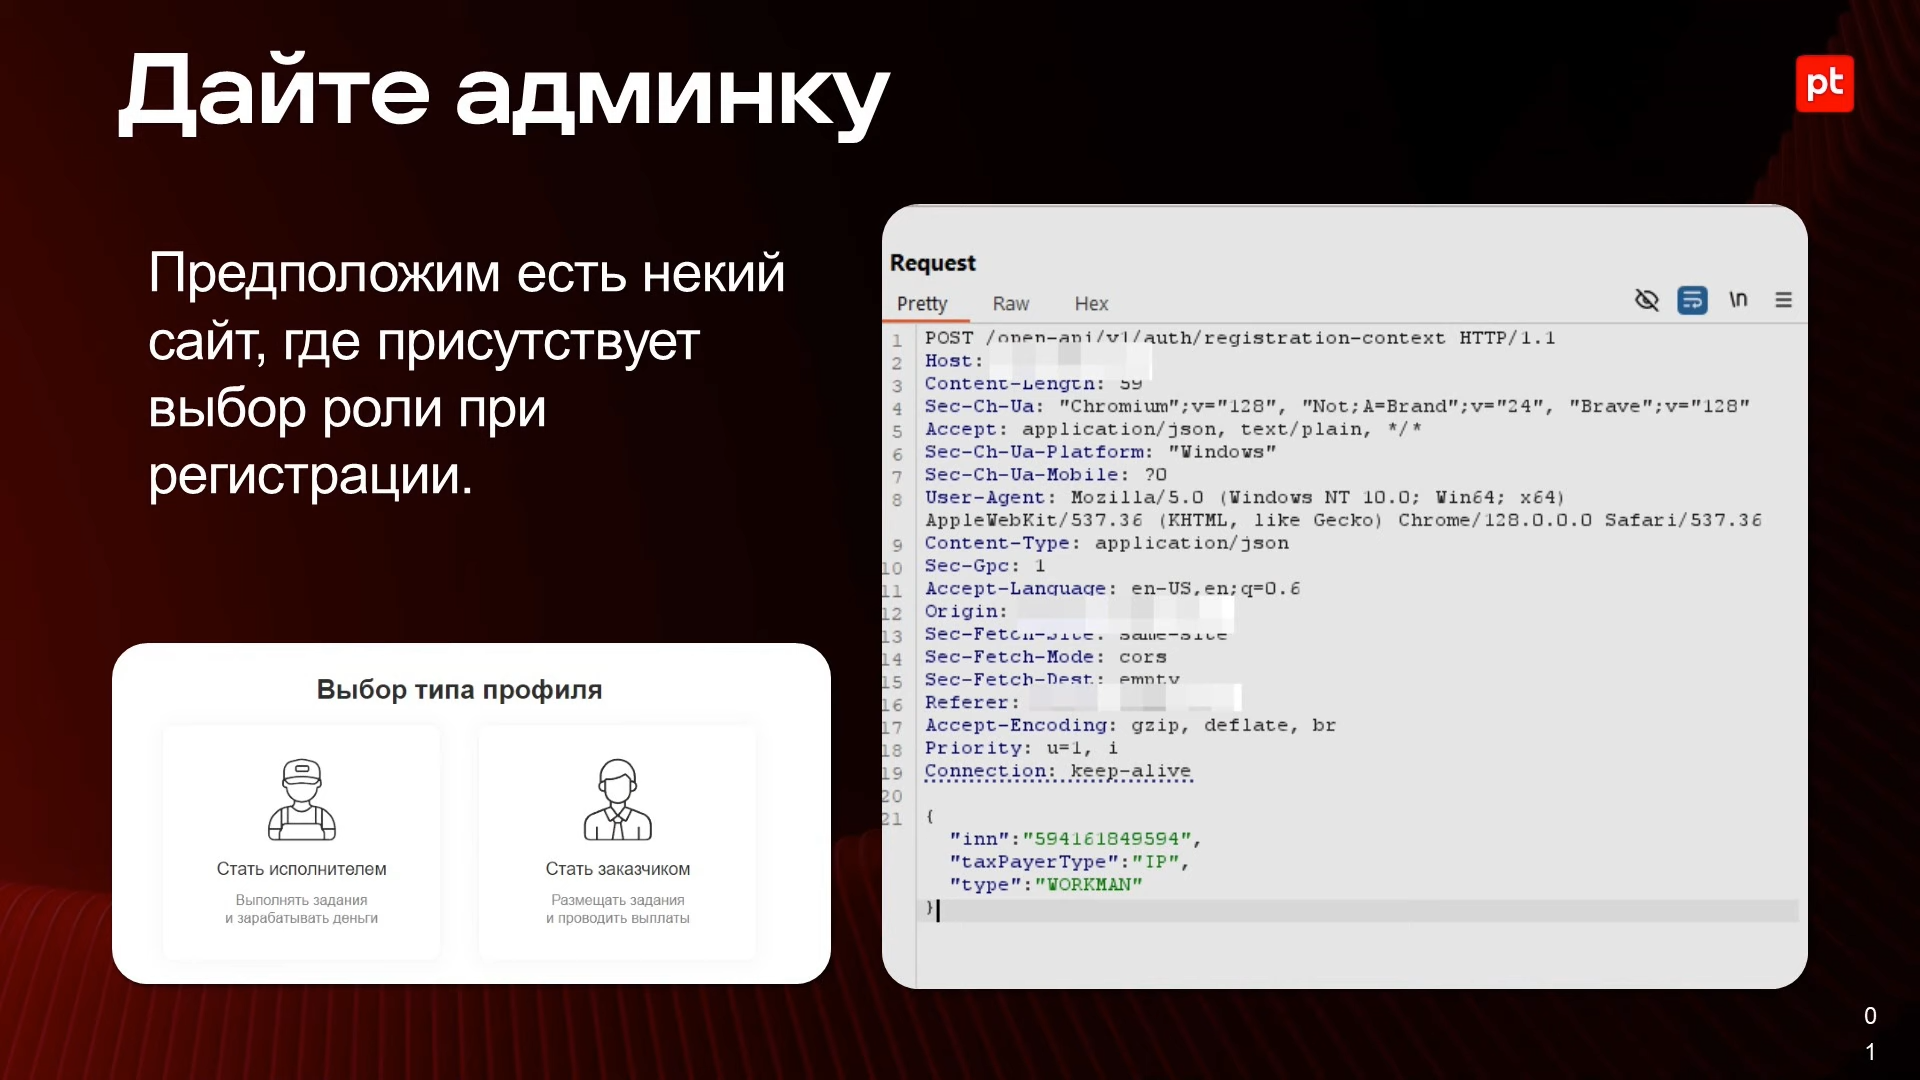 Дайте админку
pt
Предположим есть некий
сайт, где присутствует
выбор роли при
регистрации.
Выбор типа профиля
Стать исполнителем
Выполнять задания
и зарабатывать деньги
Стать заказчиком
Размещать задания
и проводить выплаты
Request
Pretty Raw Hex
\n
1 POST /open-api/v1/auth/registration-context HTTP/1.1
2 Host:
3 Content-Length: 59
4 Sec-Ch-Ua: "Chromium";v="128", "Not;A=Brand";v="24", "Brave";v="128"
5 Accept: application/json, text/plain, */*
6 Sec-Ch-Ua-Platform: "Windows"
7 Sec-Ch-Ua-Mobile: ?0
8 User-Agent: Mozilla/5.0 (Windows NT 10.0; Win64; x64)
AppleWebKit/537.36 (KHTML, like Gecko) Chrome/128.0.0.0 Safari/537.36
9 Content-Type: application/json
10 Sec-Gpc: 1
11 Accept-Language: en-US,en;q=0.6
12 Origin:
13 Sec-Fetch-Site: same-site
14 Sec-Fetch-Mode: cors
15 Sec-Fetch-Dest: empty
16 Referer:
17 Accept-Encoding: gzip, deflate, br
18 Priority: u=1, i
19 Connection: keep-alive
20
21 {
"inn":"594161849594",
"taxPayerType":"IP",
"type":"WORKMAN"
}
0
1